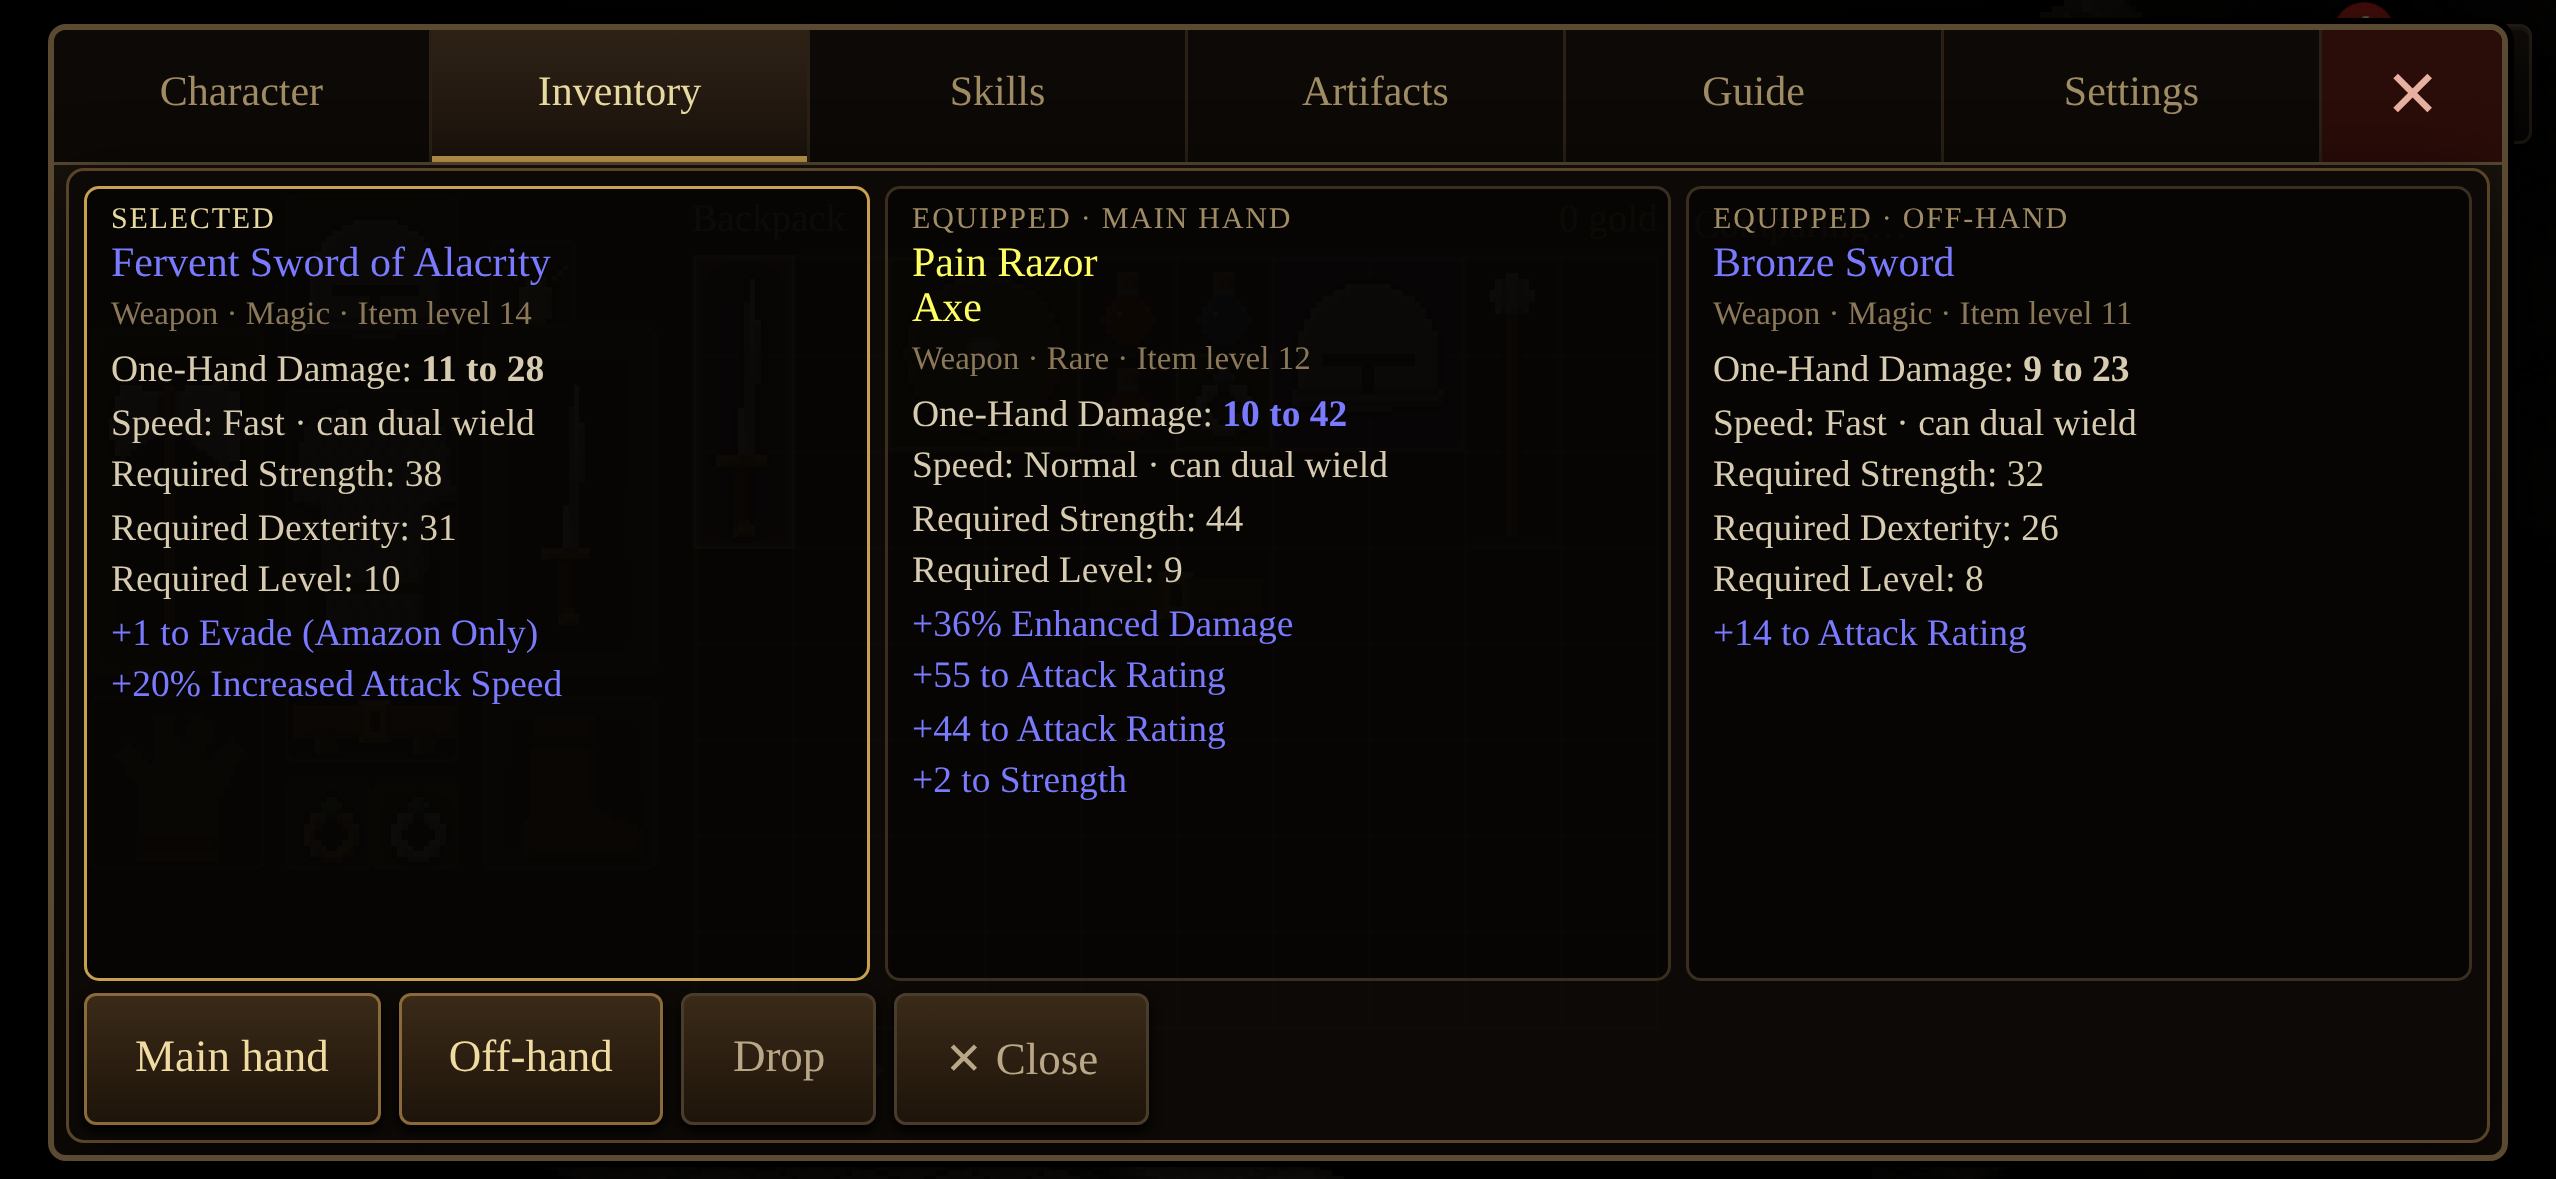 Character
Inventory
Skills
Artifacts
Guide
Settings
✕
Backpack
0 gold
SELECTED
Fervent Sword of Alacrity
Weapon · Magic · Item level 14
One-Hand Damage: 11 to 28
Speed: Fast · can dual wield
Required Strength: 38
Required Dexterity: 31
Required Level: 10
+1 to Evade (Amazon Only)
+20% Increased Attack Speed
EQUIPPED · MAIN HAND
Pain Razor
Axe
Weapon · Rare · Item level 12
One-Hand Damage: 10 to 42
Speed: Normal · can dual wield
Required Strength: 44
Required Level: 9
+36% Enhanced Damage
+55 to Attack Rating
+44 to Attack Rating
+2 to Strength
EQUIPPED · OFF-HAND
Bronze Sword
Weapon · Magic · Item level 11
One-Hand Damage: 9 to 23
Speed: Fast · can dual wield
Required Strength: 32
Required Dexterity: 26
Required Level: 8
+14 to Attack Rating
Main hand
Off-hand
Drop
✕ Close